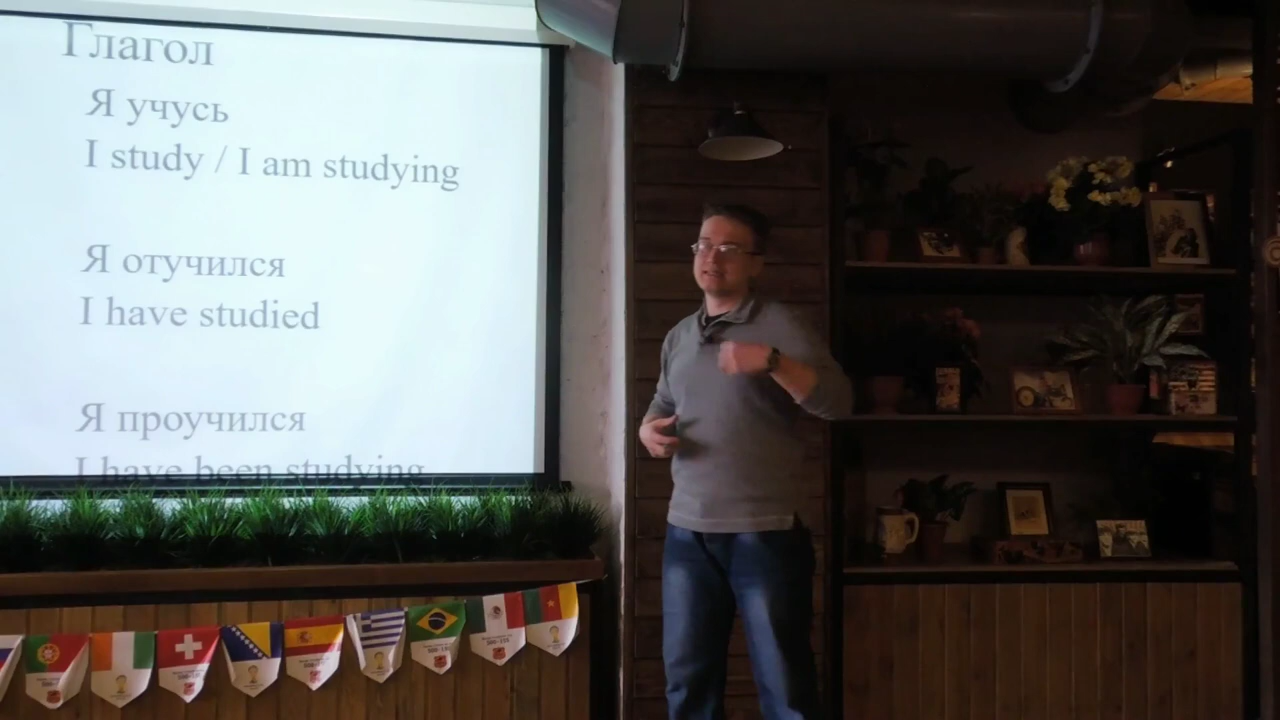 Глагол
Я учусь
I study / I am studying
Я отучился
I have studied
Я проучился
I have been studying